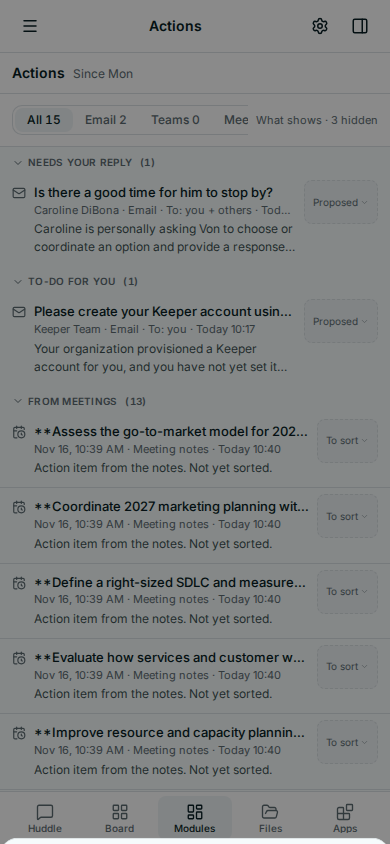 Actions
Actions Since Mon
All 15 Email 2 Teams 0 Mee What shows · 3 hidden
NEEDS YOUR REPLY (1)
Is there a good time for him to stop by?
Caroline DiBona · Email · To: you + others · Tod...
Caroline is personally asking Von to choose or
coordinate an option and provide a response...
Proposed
TO-DO FOR YOU (1)
Please create your Keeper account usin...
Keeper Team · Email · To: you · Today 10:17
Your organization provisioned a Keeper
account for you, and you have not yet set it...
Proposed
FROM MEETINGS (13)
**Assess the go-to-market model for 202...
Nov 16, 10:39 AM · Meeting notes · Today 10:40
Action item from the notes. Not yet sorted.
To sort
**Coordinate 2027 marketing planning wit...
Nov 16, 10:39 AM · Meeting notes · Today 10:40
Action item from the notes. Not yet sorted.
To sort
**Define a right-sized SDLC and measure...
Nov 16, 10:39 AM · Meeting notes · Today 10:40
Action item from the notes. Not yet sorted.
To sort
**Evaluate how services and customer w...
Nov 16, 10:39 AM · Meeting notes · Today 10:40
Action item from the notes. Not yet sorted.
To sort
**Improve resource and capacity plannin...
Nov 16, 10:39 AM · Meeting notes · Today 10:40
Action item from the notes. Not yet sorted.
To sort
Huddle Board Modules Files Apps